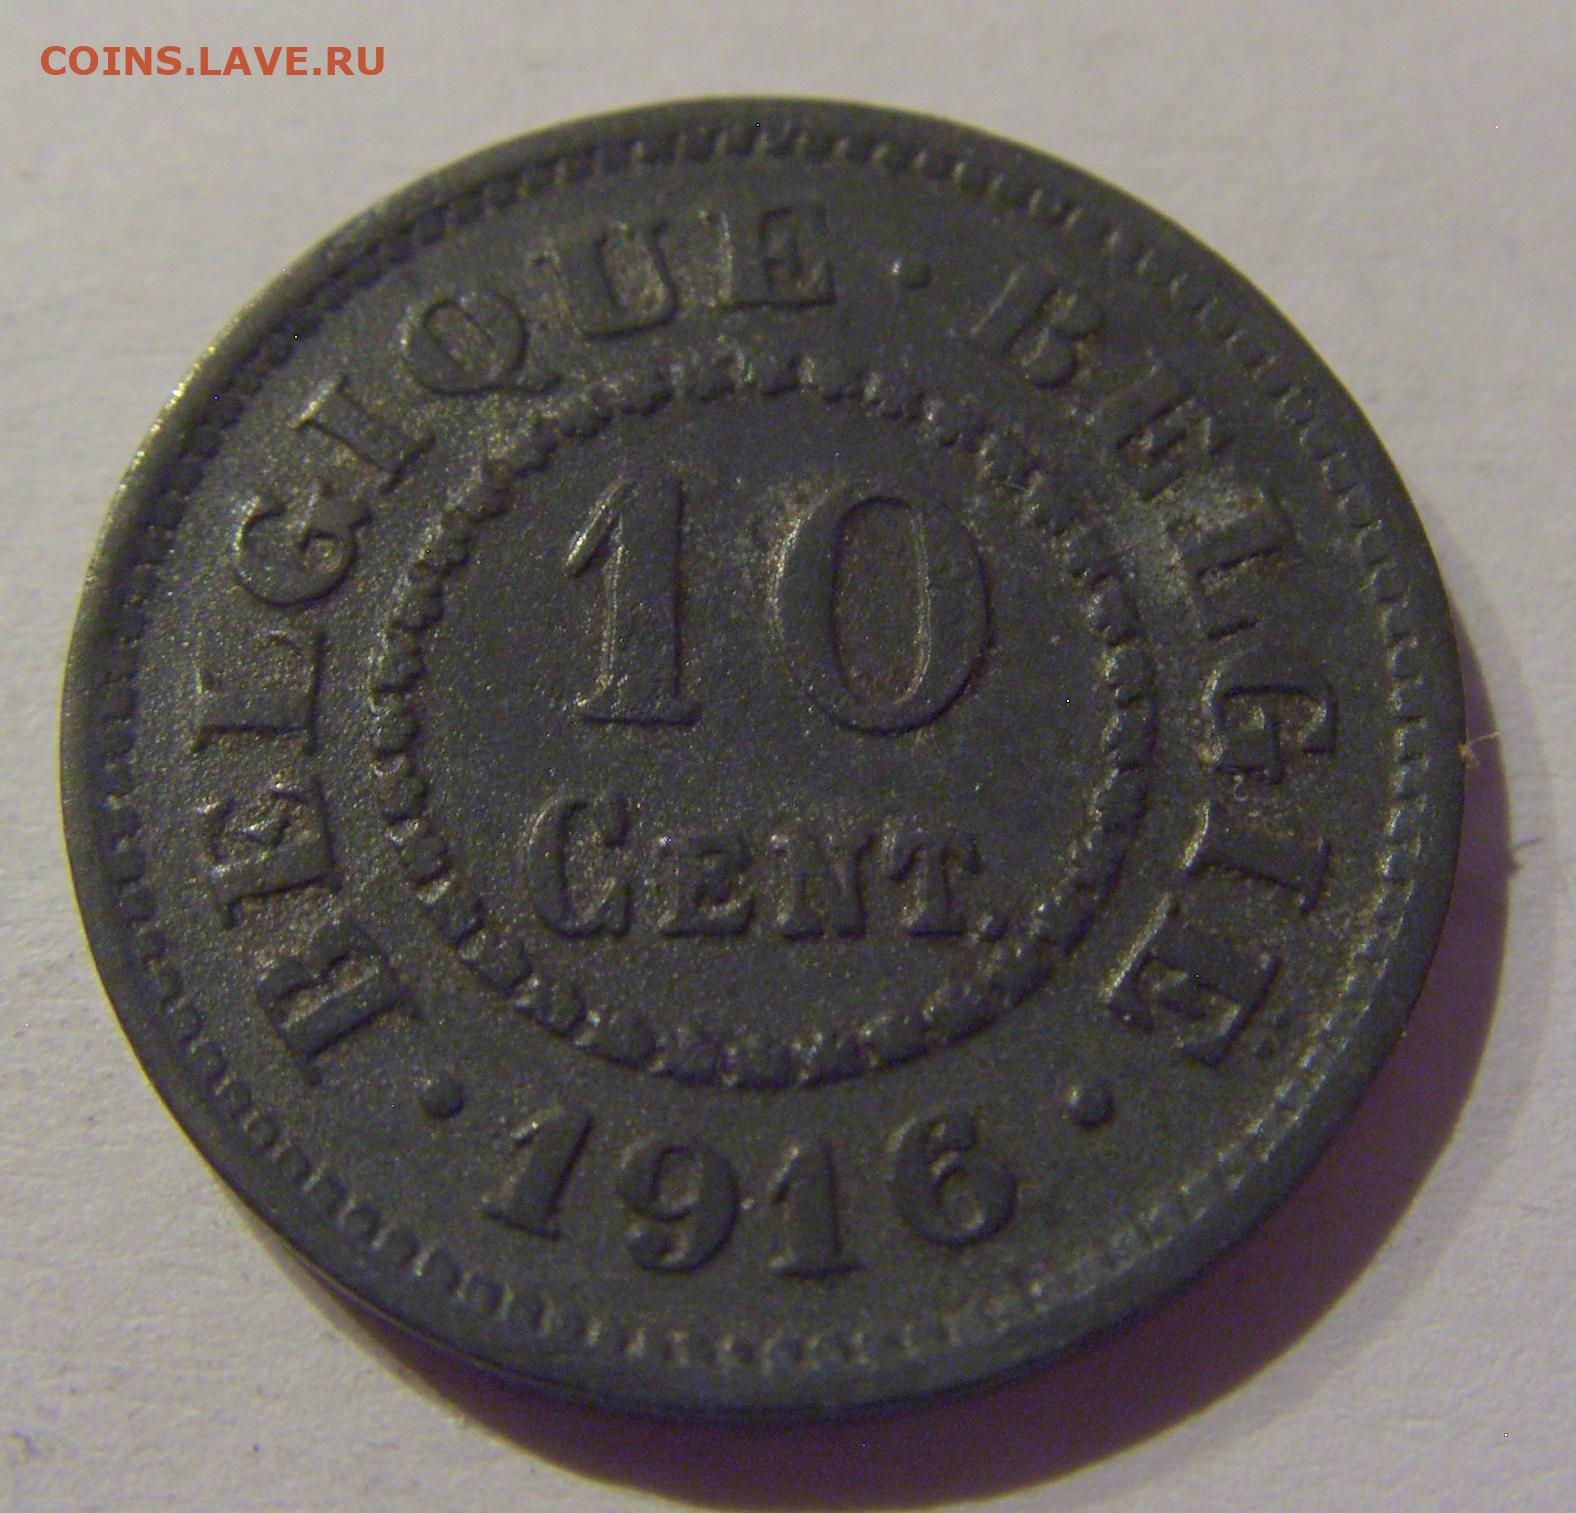 COINS.LAVE.RU
BELGIQUE · BELGIE
10
CENT.
· 1916 ·